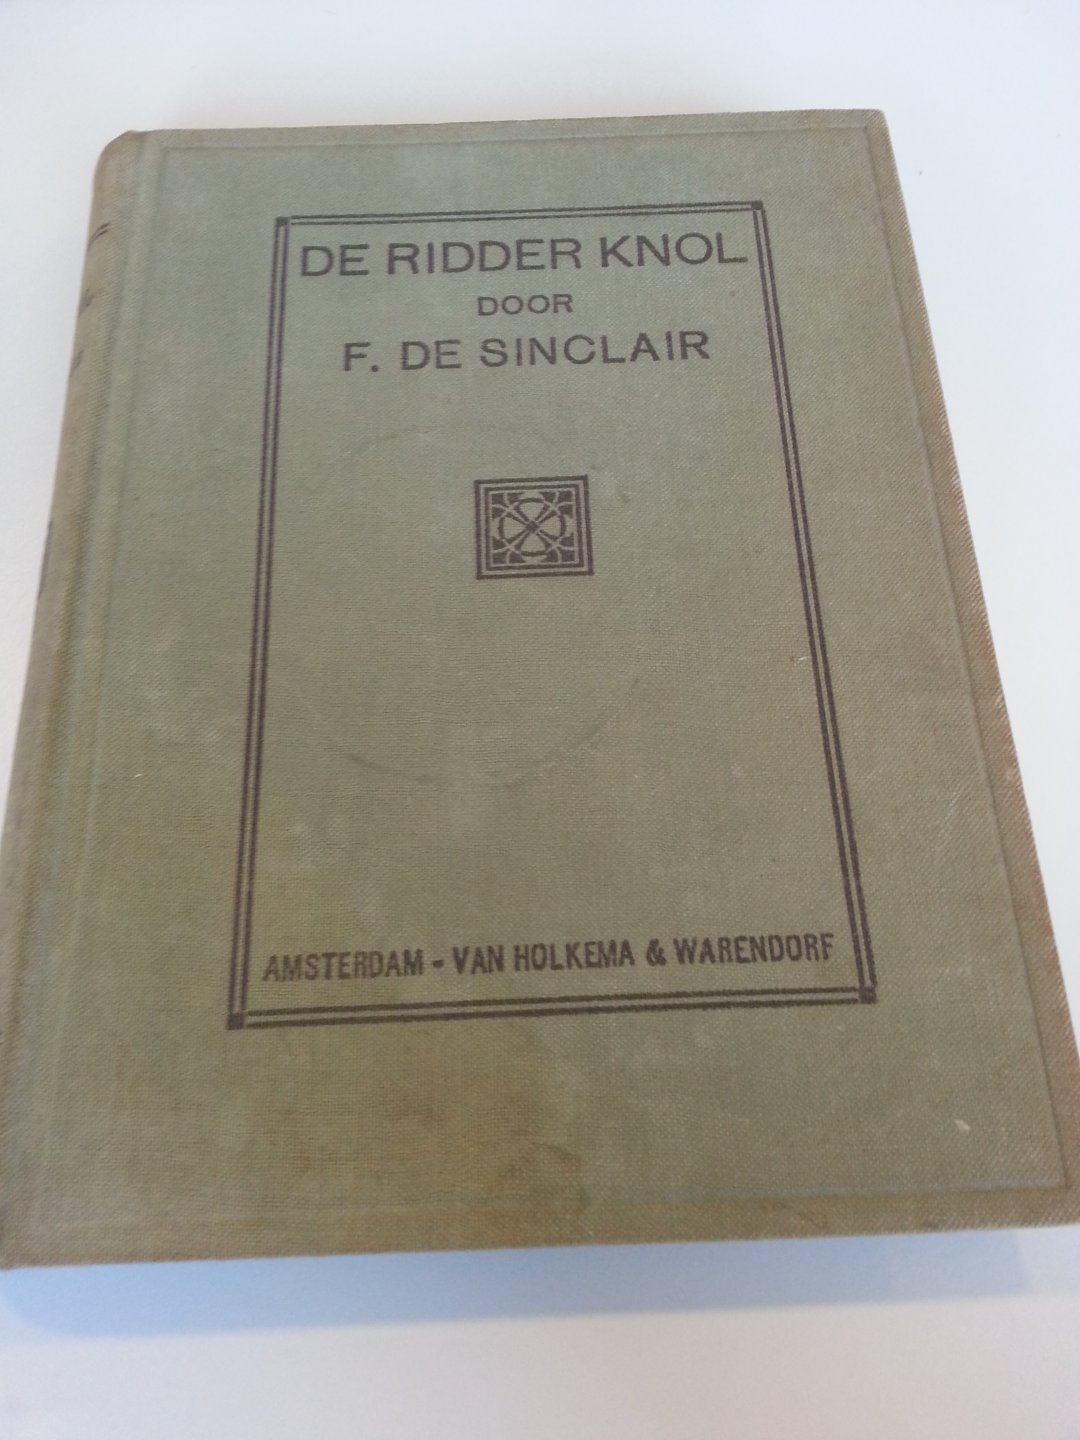 DE RIDDER KNOL
DOOR
F. DE SINCLAIR
AMSTERDAM - VAN HOLKEMA & WARENDORF